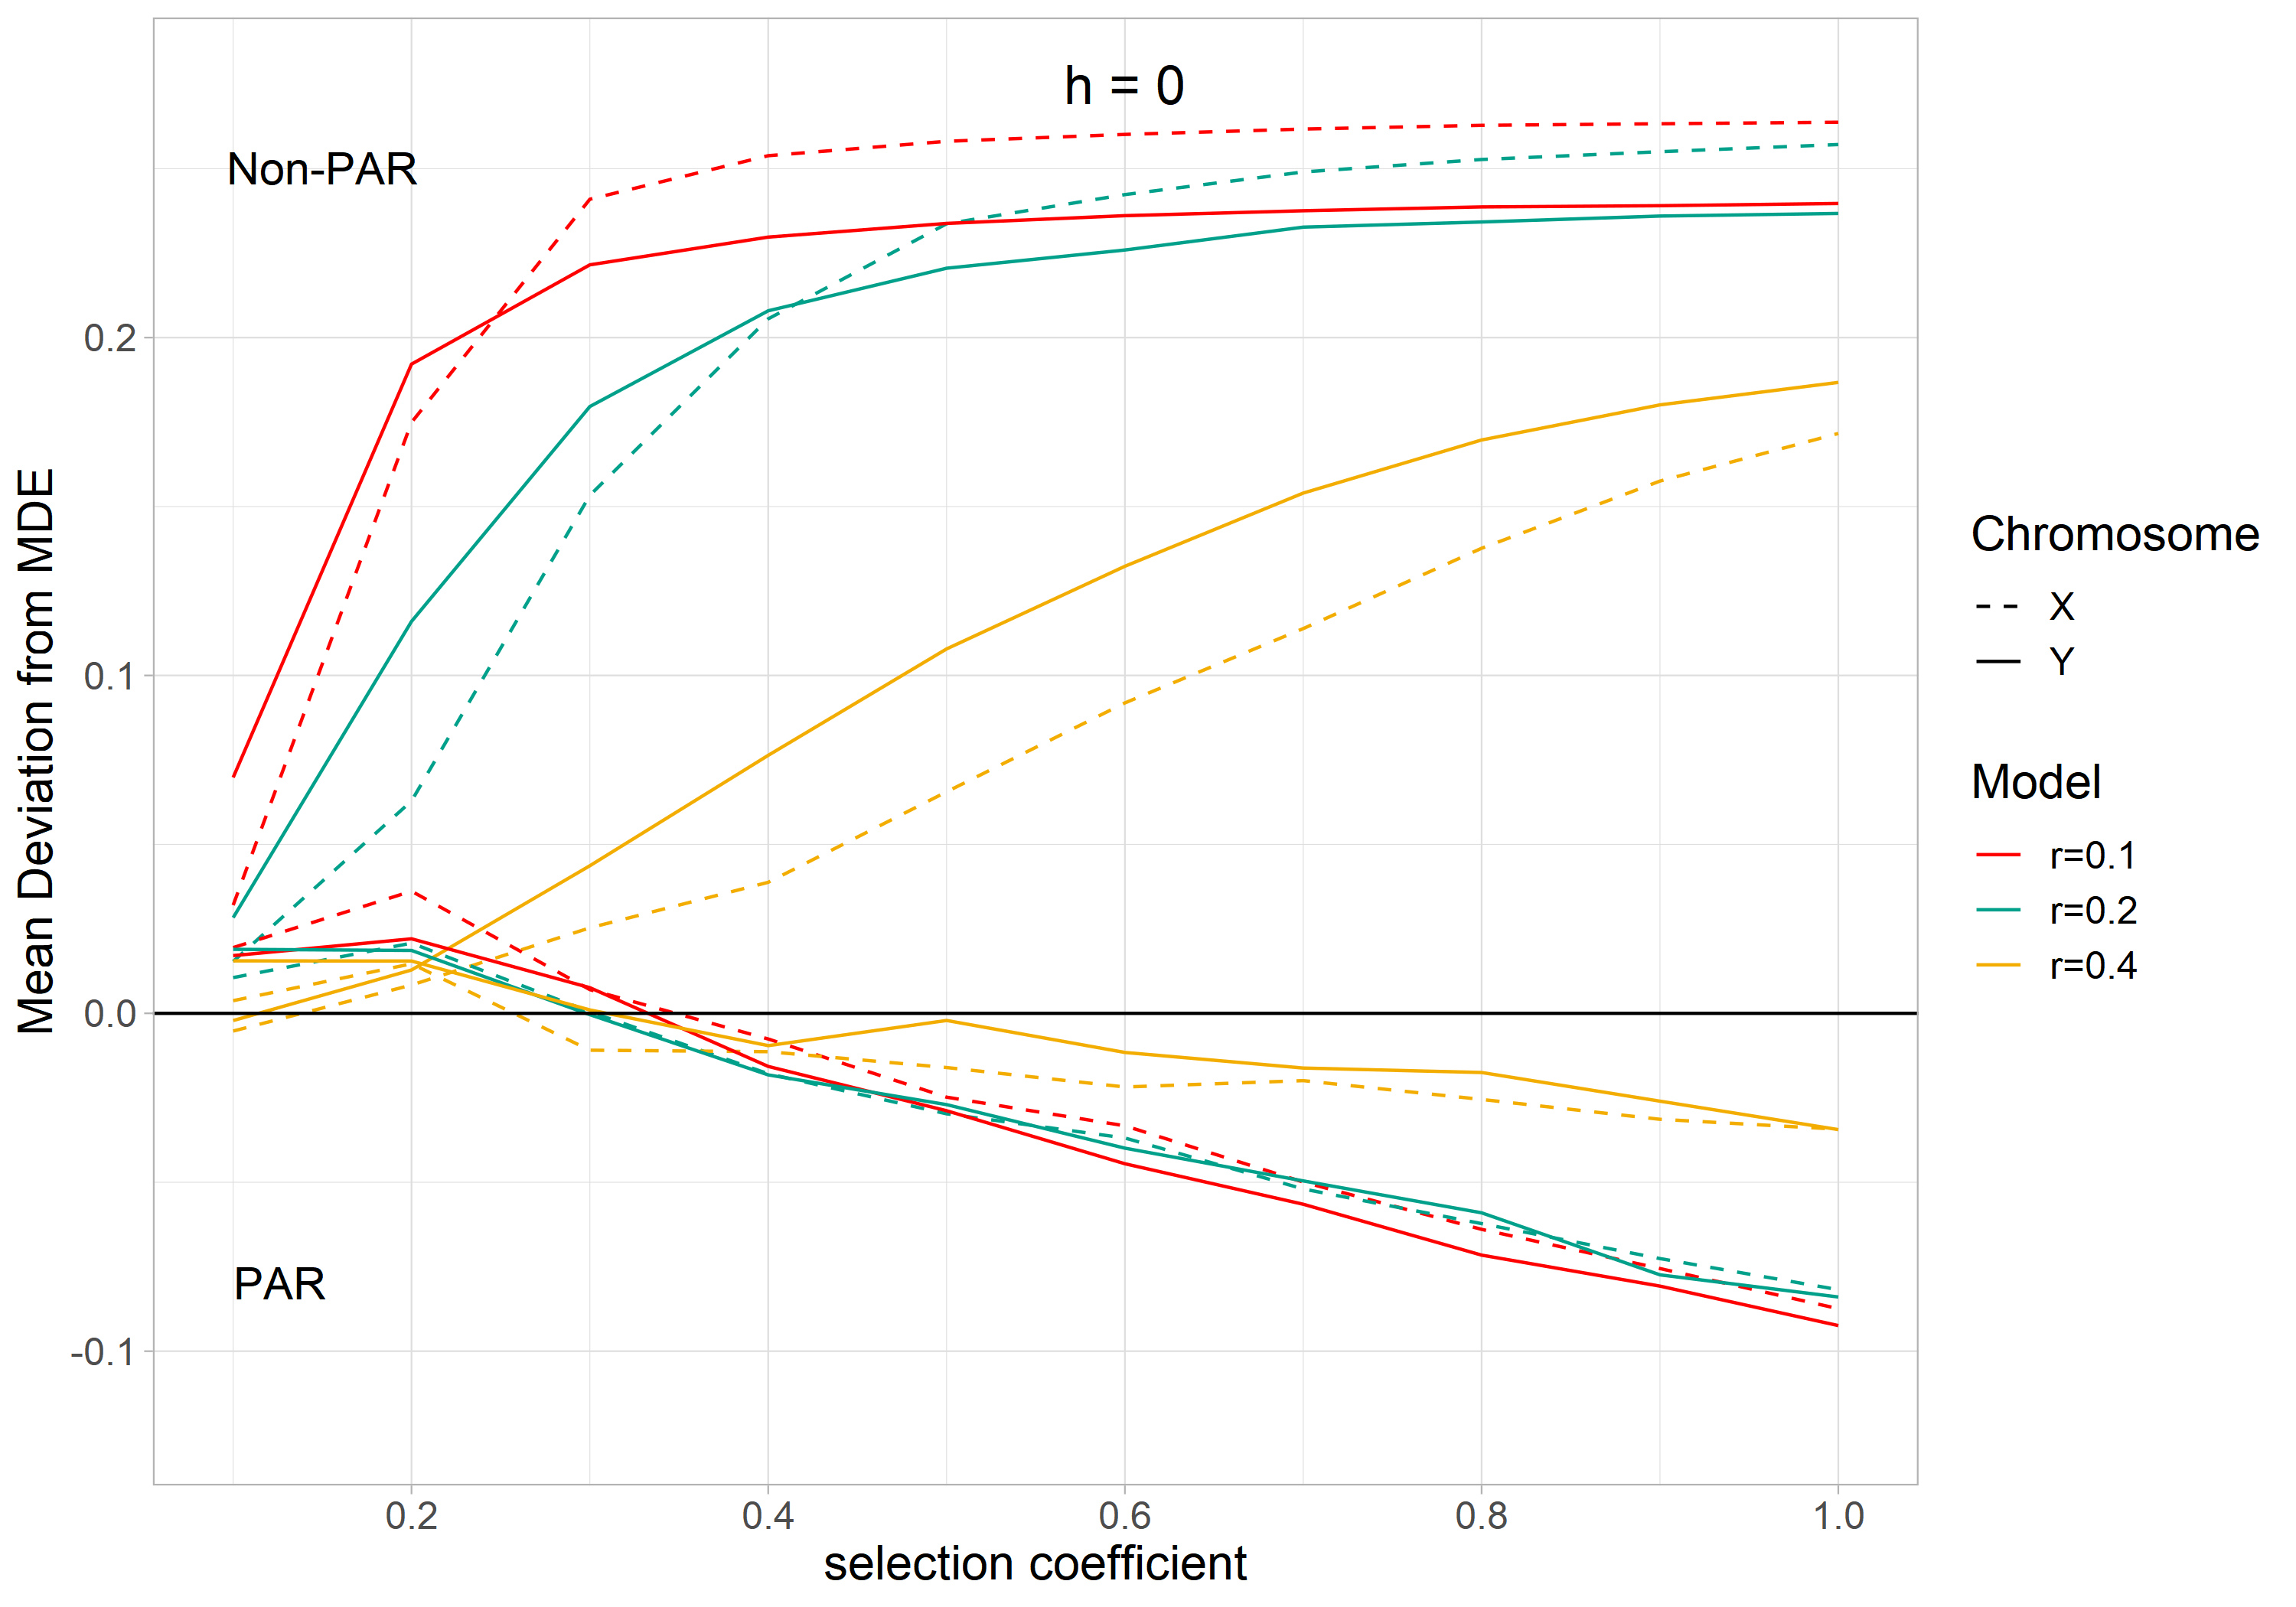 h = 0
Non-PAR
PAR
Mean Deviation from MDE
0.2
0.1
0.0
-0.1
0.2
0.4
0.6
0.8
1.0
selection coefficient
Chromosome
X
Y
Model
r=0.1
r=0.2
r=0.4